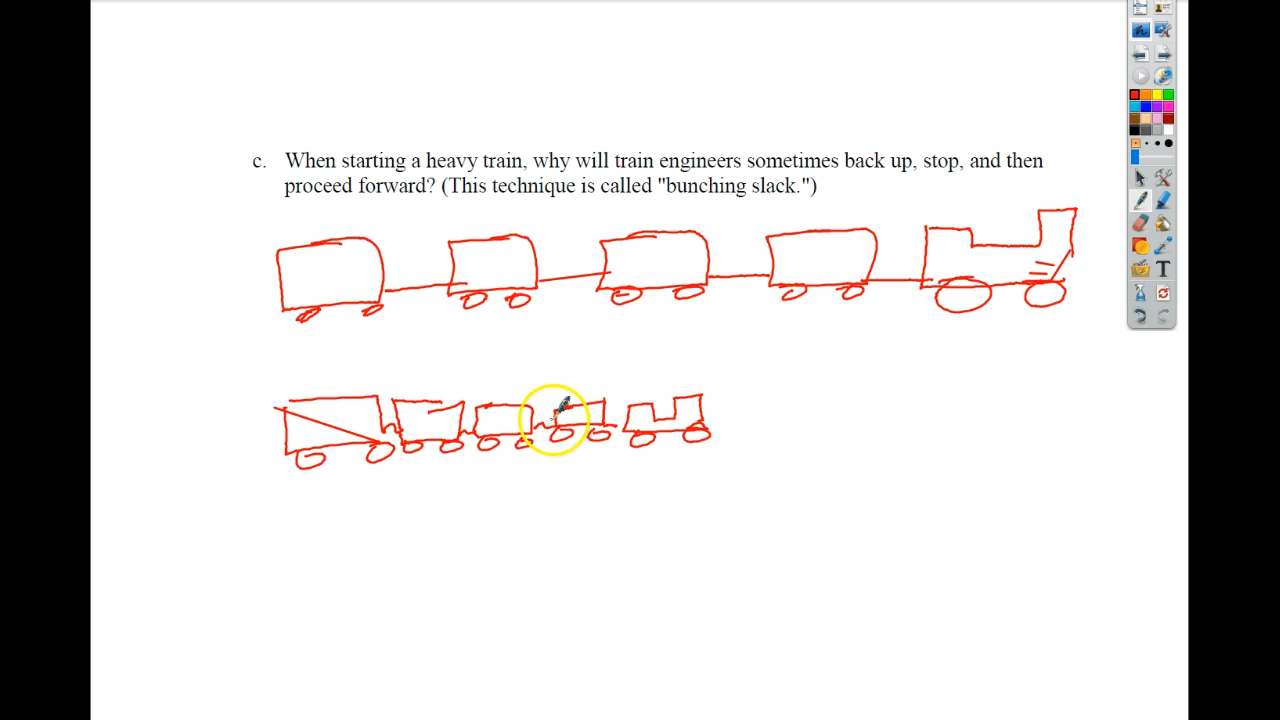 c. When starting a heavy train, why will train engineers sometimes back up, stop, and then
proceed forward? (This technique is called "bunching slack.")
T